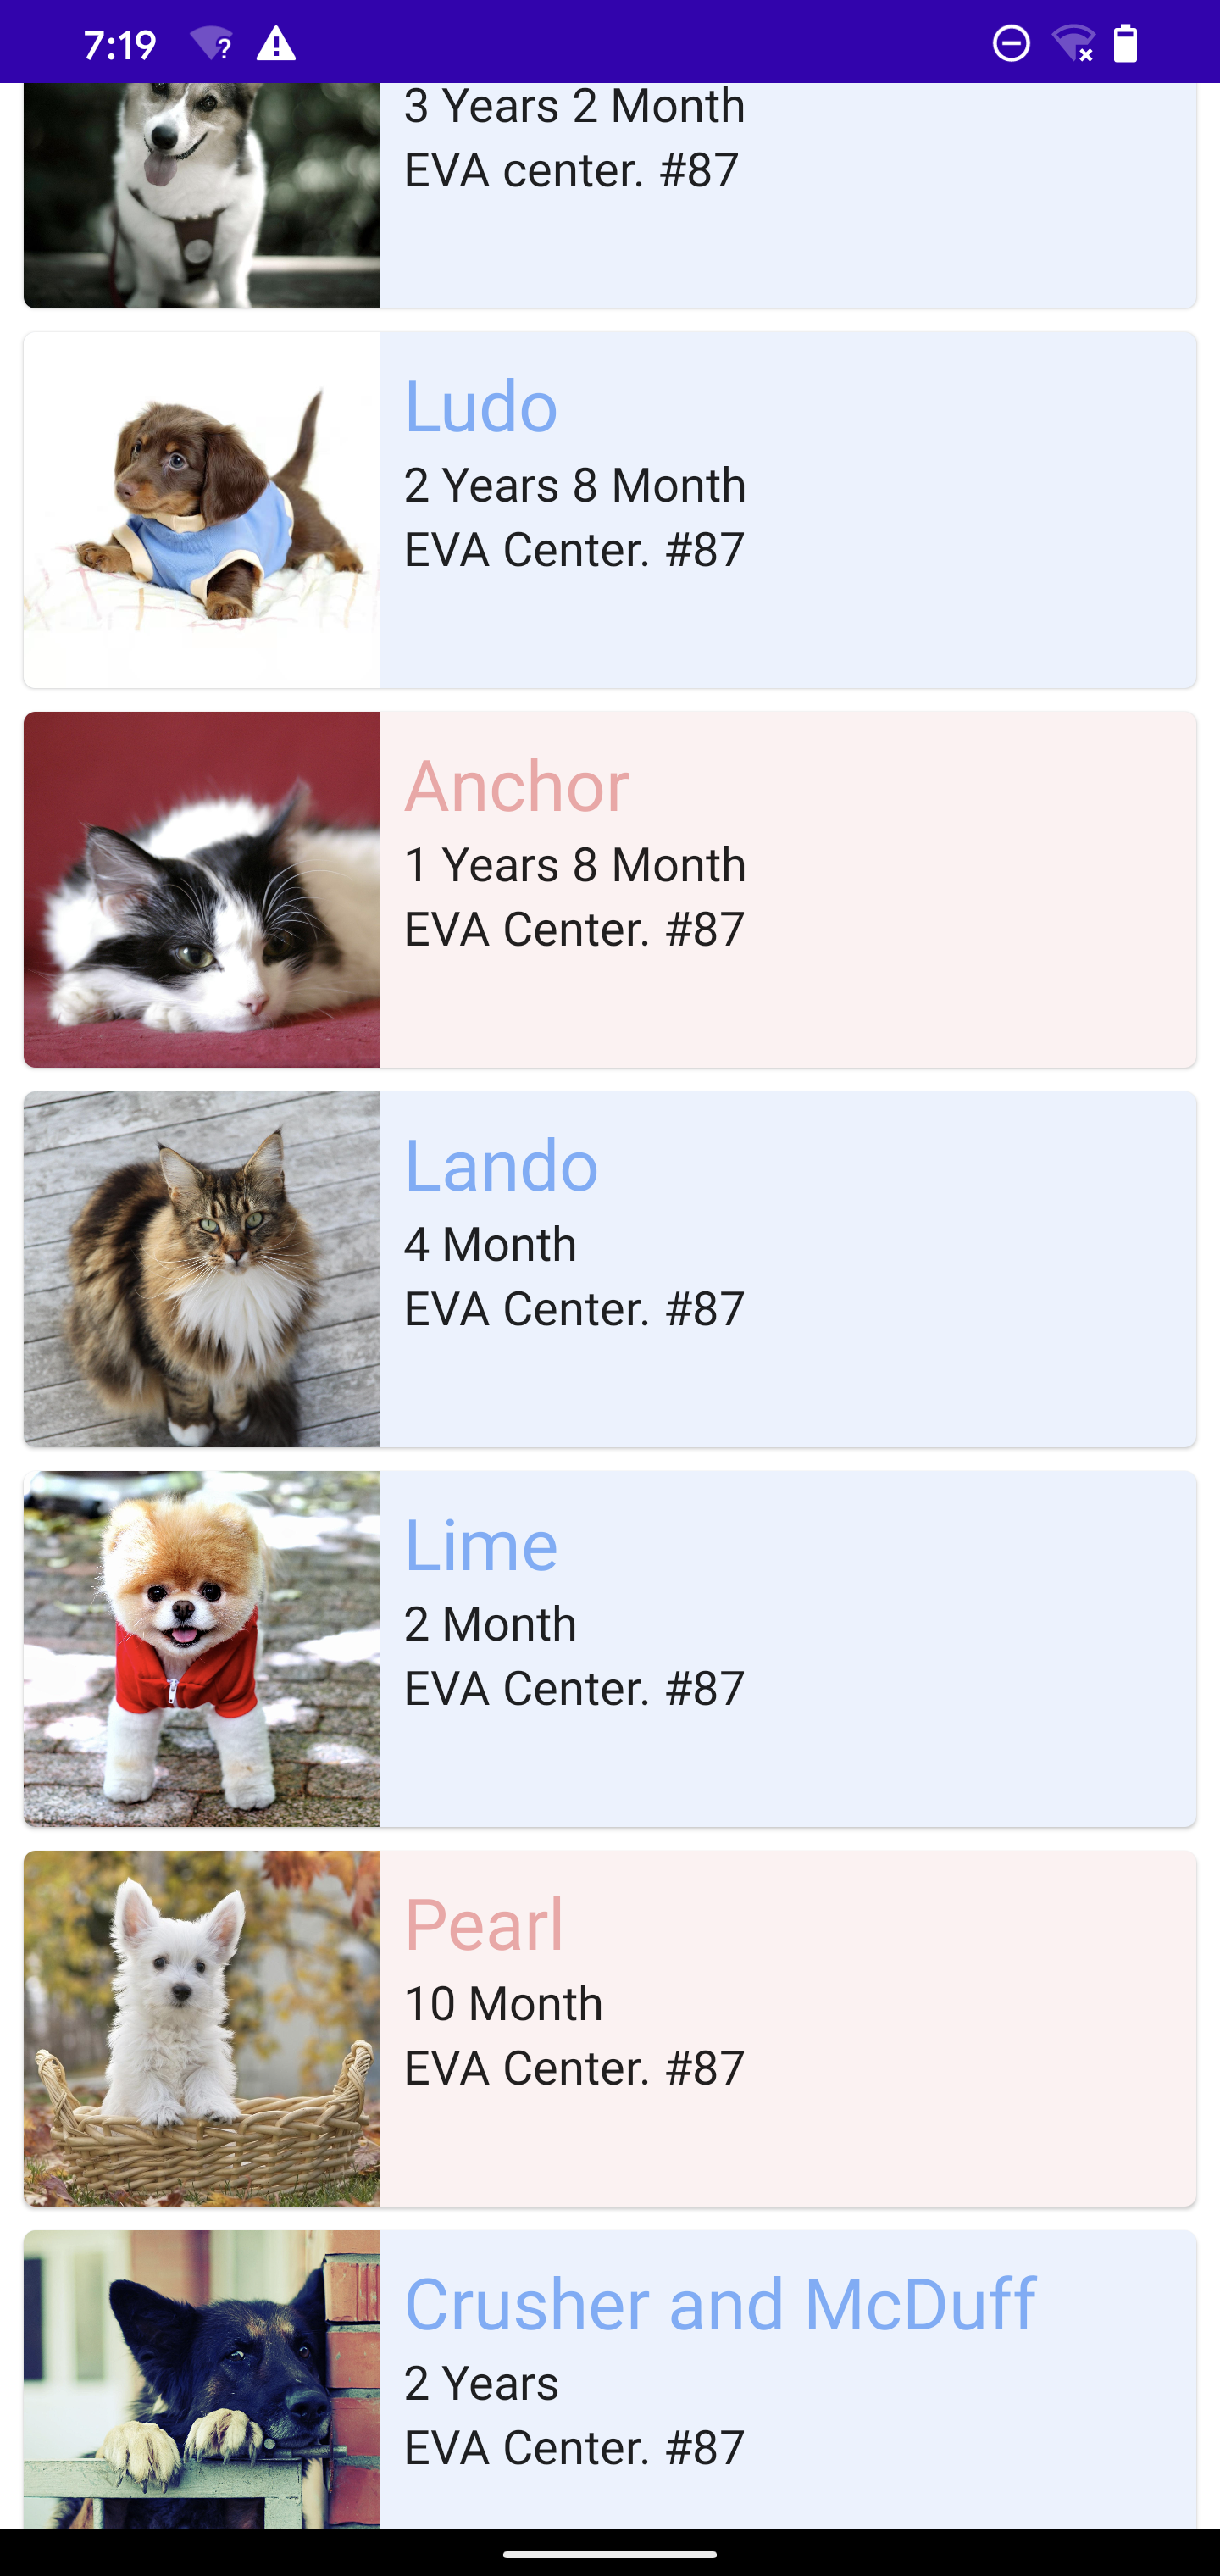 7:19
3 Years 2 Month
EVA center. #87
Ludo
2 Years 8 Month
EVA Center. #87
Anchor
1 Years 8 Month
EVA Center. #87
Lando
4 Month
EVA Center. #87
Lime
2 Month
EVA Center. #87
Pearl
10 Month
EVA Center. #87
Crusher and McDuff
2 Years
EVA Center. #87